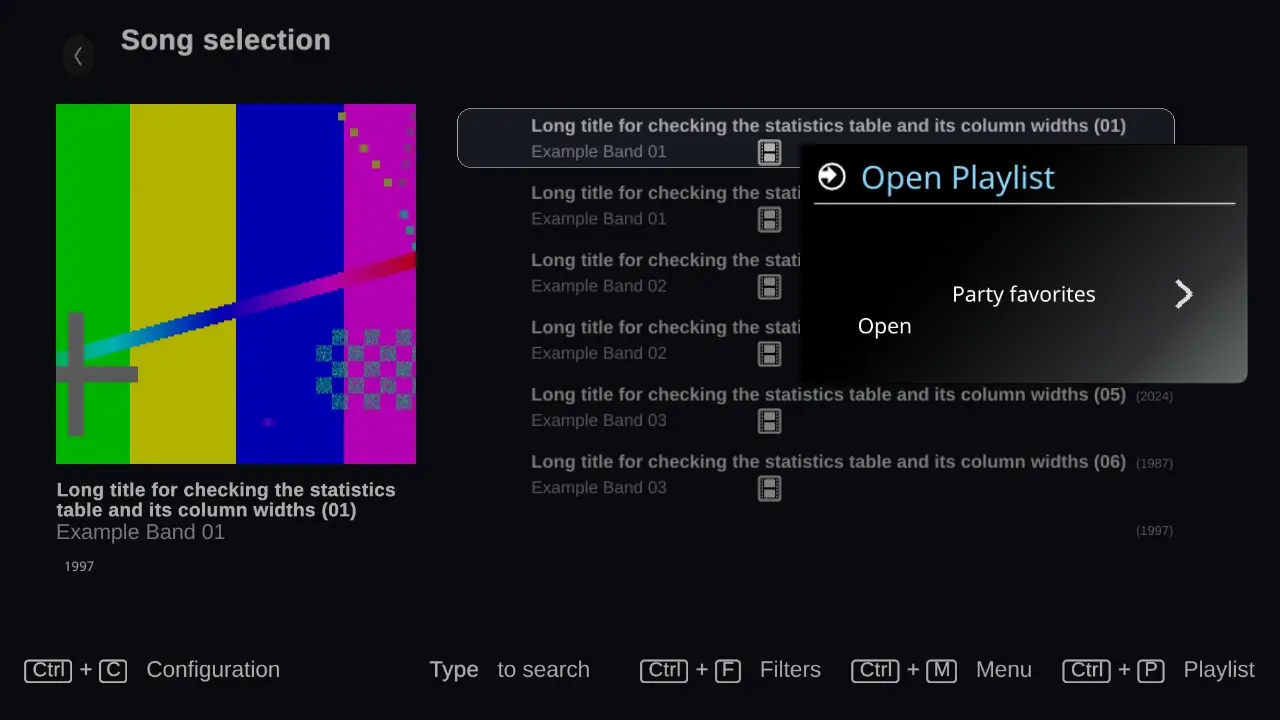 Song selection
Long title for checking the statistics table and its column widths (01)
Example Band 01
Long title for checking the stati
Example Band 01
Long title for checking the stati
Example Band 02
Long title for checking the stati
Example Band 02
Long title for checking the statistics table and its column widths (05) (2024)
Example Band 03
Long title for checking the statistics table and its column widths (06) (1987)
Example Band 03
(1997)
Open Playlist
Party favorites
Open
Long title for checking the statistics
table and its column widths (01)
Example Band 01
1997
Ctrl + C Configuration Type to search Ctrl + F Filters Ctrl + M Menu Ctrl + P Playlist